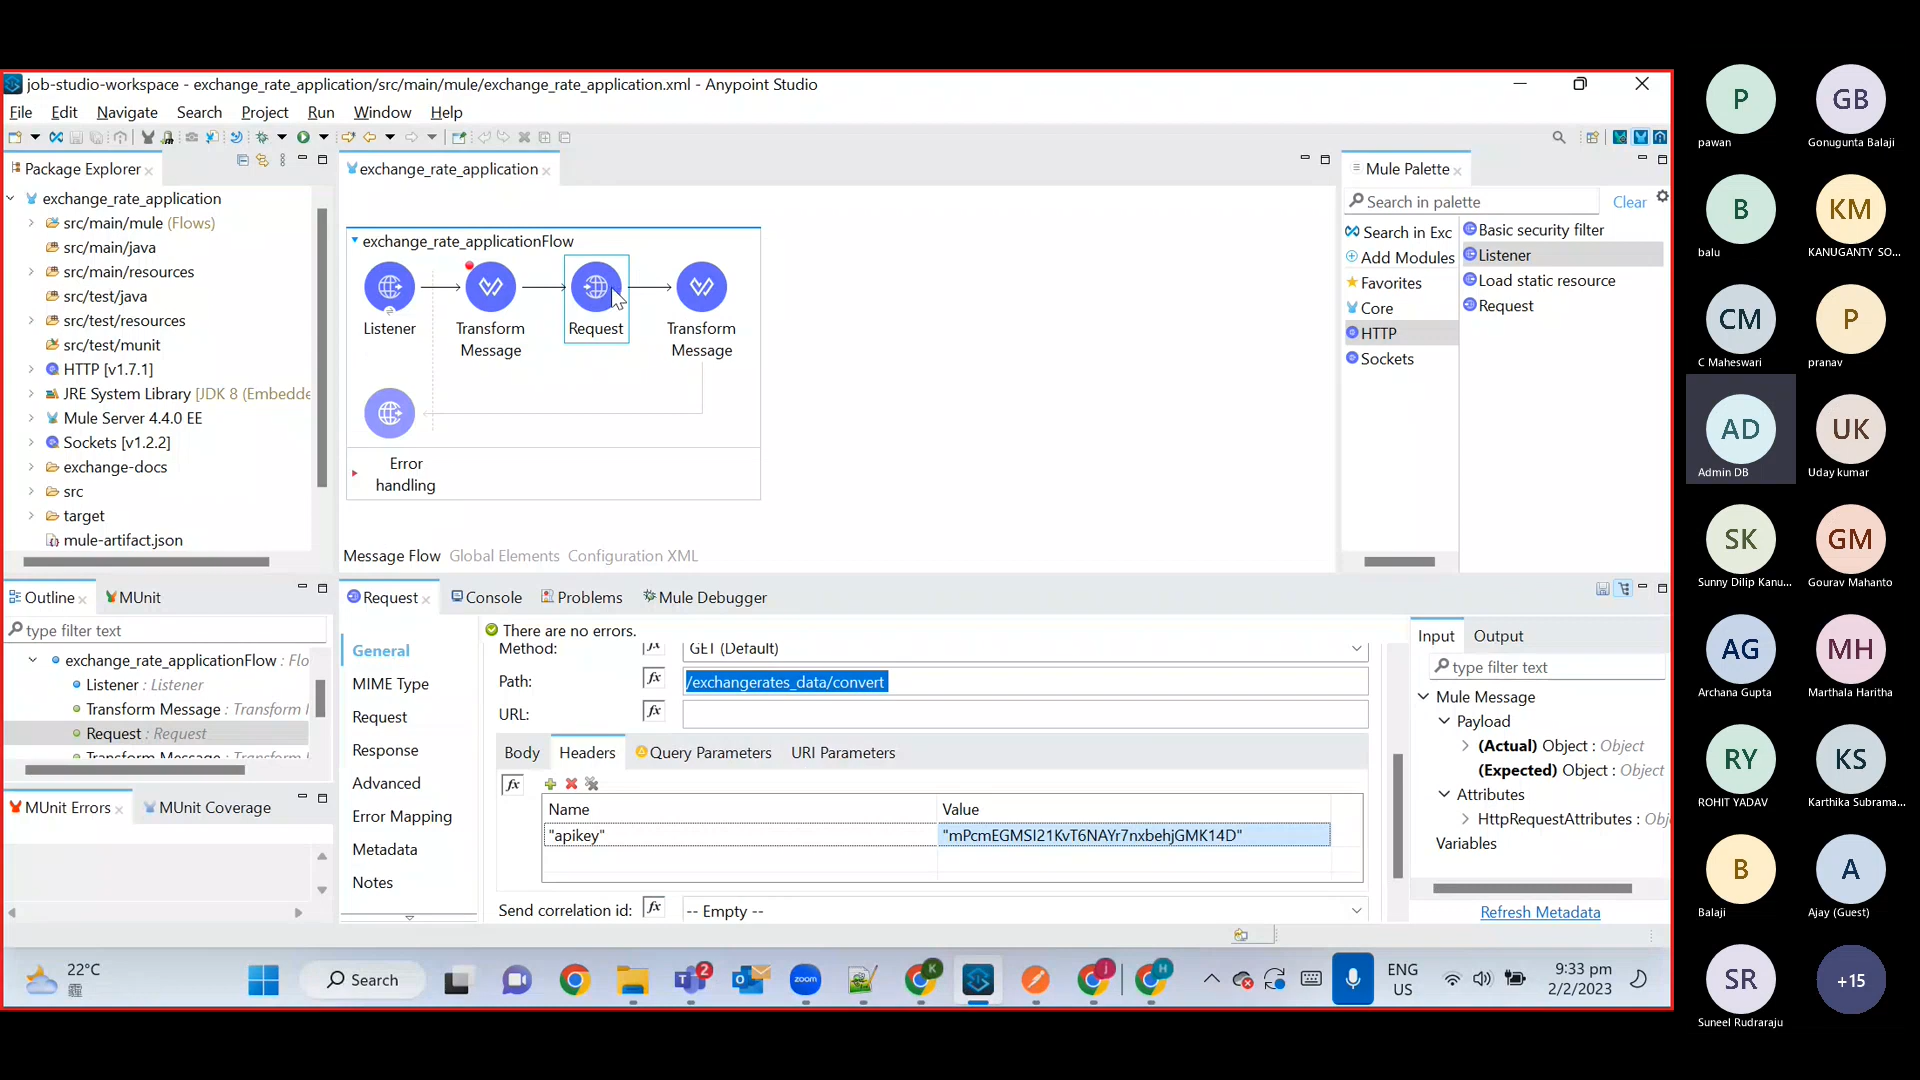 job-studio-workspace - exchange_rate_application/src/main/mule/exchange_rate_application.xml - Anypoint Studio
File Edit Navigate Search Project Run Window Help
Package Explorer
exchange_rate_application
src/main/mule (Flows)
src/main/java
src/main/resources
src/test/java
src/test/resources
src/test/munit
HTTP [v1.7.1]
JRE System Library [JDK 8 (Embedde
Mule Server 4.4.0 EE
Sockets [v1.2.2]
exchange-docs
src
target
mule-artifact.json
exchange_rate_application
exchange_rate_applicationFlow
Listener
Transform Message
Request
Transform Message
Error handling
Message Flow Global Elements Configuration XML
Mule Palette
Search in palette
Clear
Search in Exc
Add Modules
Favorites
Core
HTTP
Sockets
Basic security filter
Listener
Load static resource
Request
Outline MUnit
type filter text
exchange_rate_applicationFlow : Flo
Listener : Listener
Transform Message : Transform
Request : Request
Transform Message : Transform
MUnit Errors MUnit Coverage
Request Console Problems Mule Debugger
There are no errors.
General
MIME Type
Request
Response
Advanced
Error Mapping
Metadata
Notes
Method: fx GET (Default)
Path: fx /exchangerates_data/convert
URL: fx
Body Headers Query Parameters URI Parameters
fx
Name Value
"apikey" "mPcmEGMSI21KvT6NAYr7nxbehjGMK14D"
Send correlation id: fx -- Empty --
Input Output
type filter text
Mule Message
Payload
(Actual) Object : Object
(Expected) Object : Object
Attributes
HttpRequestAttributes : Obj
Variables
Refresh Metadata
22°C
Search
2
zoom
K
J
H
ENG
US
9:33 pm
2/2/2023
P
pawan
GB
Gonugunta Balaji
B
balu
KM
KANUGANTY SO...
CM
C Maheswari
P
pranav
AD
Admin DB
UK
Uday kumar
SK
Sunny Dilip Kanu...
GM
Gourav Mahanto
AG
Archana Gupta
MH
Marthala Haritha
RY
ROHIT YADAV
KS
Karthika Subrama...
B
Balaji
A
Ajay (Guest)
SR
Suneel Rudraraju
+15